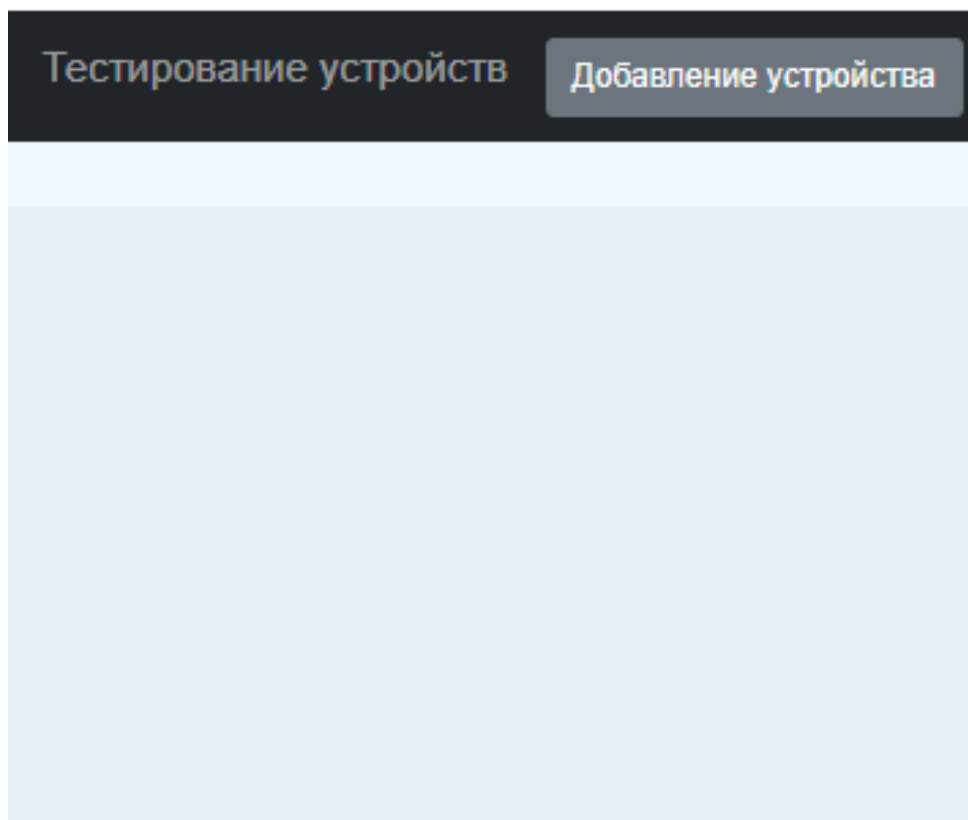 Тестирование устройств
Добавление устройства